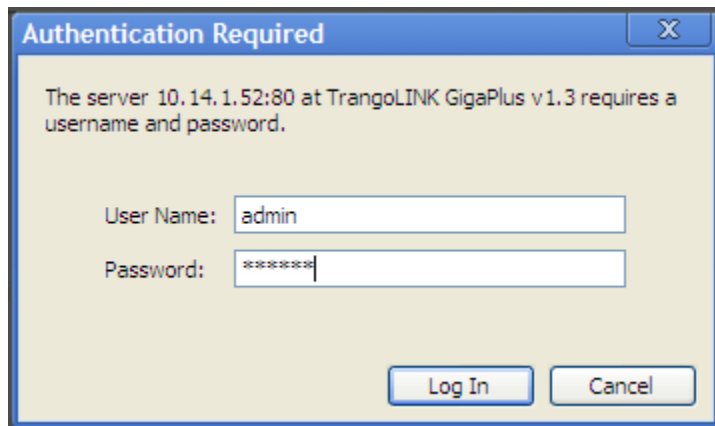 Authentication Required
The server 10.14.1.52:80 at TrangoLINK GigaPlus v1.3 requires a
username and password.
User Name: admin
Password: ******
Log In Cancel